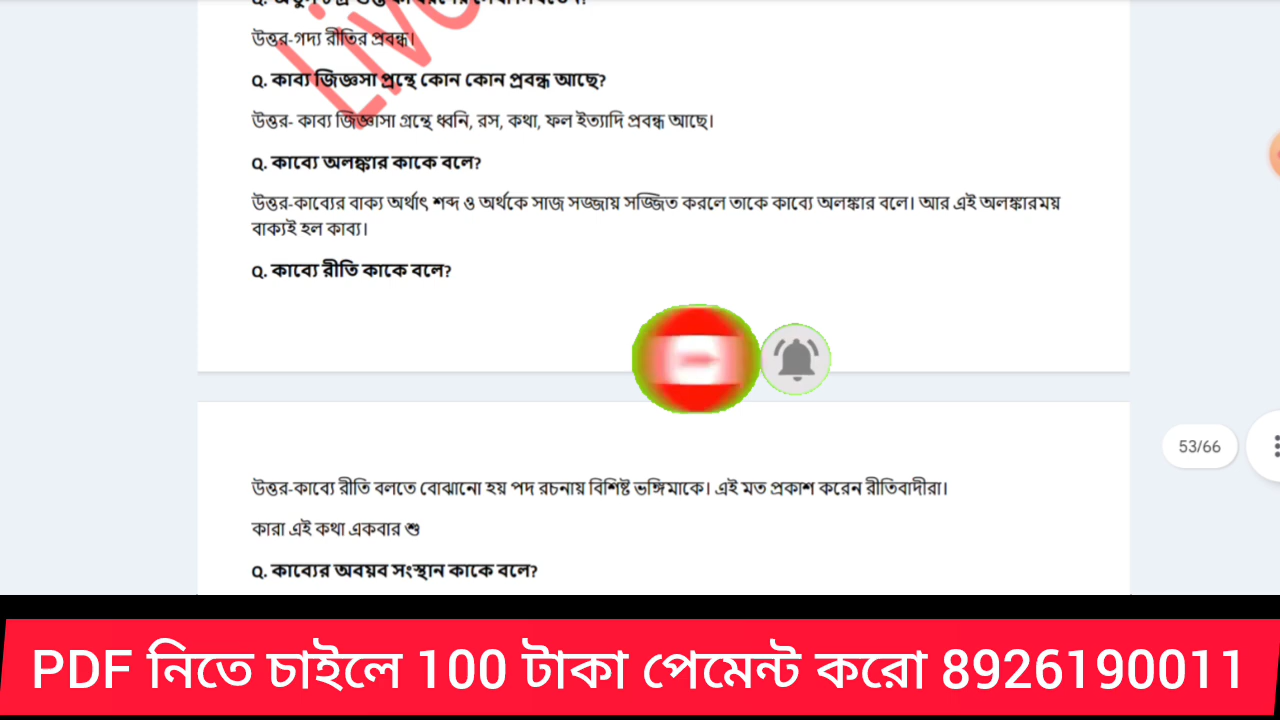 উত্তর-গদ্য রীতির প্রবন্ধ।
Live
Q. কাব্য জিজ্ঞসা গ্রন্থে কোন কোন প্রবন্ধ আছে?
উত্তর- কাব্য জিজ্ঞাসা গ্রন্থে ধ্বনি, রস, কথা, ফল ইত্যাদি প্রবন্ধ আছে।
Q. কাব্যে অলঙ্কার কাকে বলে?
উত্তর-কাব্যের বাক্য অর্থাৎ শব্দ ও অর্থকে সাজ সজ্জায় সজ্জিত করলে তাকে কাব্যে অলঙ্কার বলে। আর এই অলঙ্কারময়
বাক্যই হল কাব্য।
Q. কাব্যে রীতি কাকে বলে?
53/66
উত্তর-কাব্যে রীতি বলতে বোঝানো হয় পদ রচনায় বিশিষ্ট ভঙ্গিমাকে। এই মত প্রকাশ করেন রীতিবাদীরা।
কারা এই কথা একবার শু
Q. কাব্যের অবয়ব সংস্থান কাকে বলে?
PDF নিতে চাইলে 100 টাকা পেমেন্ট করো 8926190011